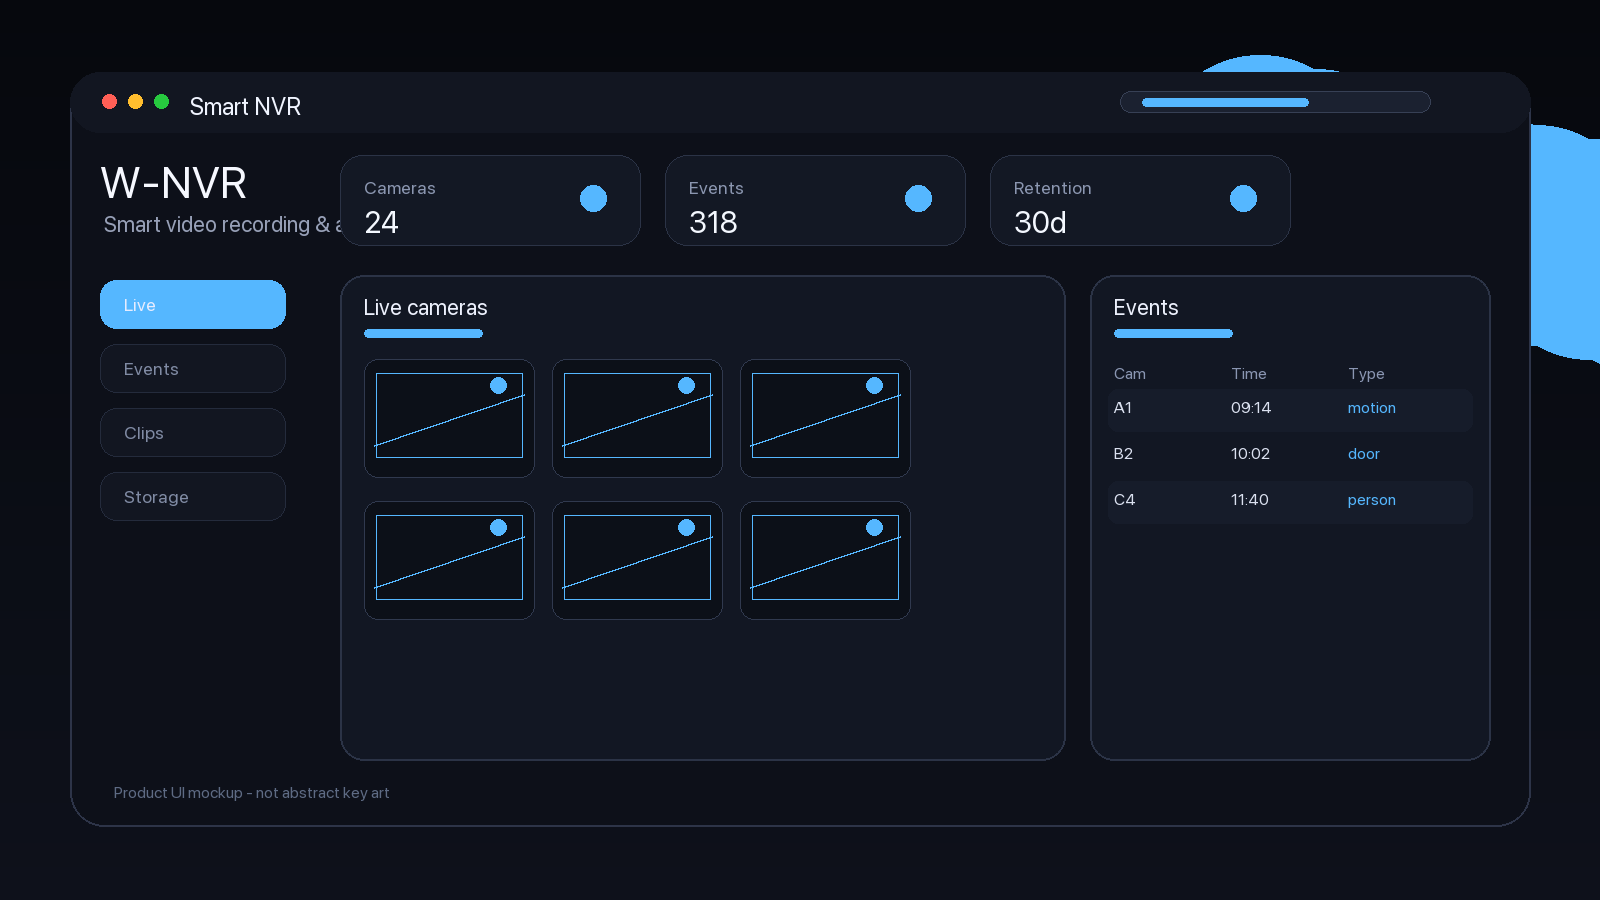 Smart NVR
W-NVR
Smart video recording &
Cameras
24
Events
318
Retention
30d
Live
Events
Clips
Storage
Live cameras
Events
Cam Time Type
A1 09:14 motion
B2 10:02 door
C4 11:40 person
Product UI mockup - not abstract key art